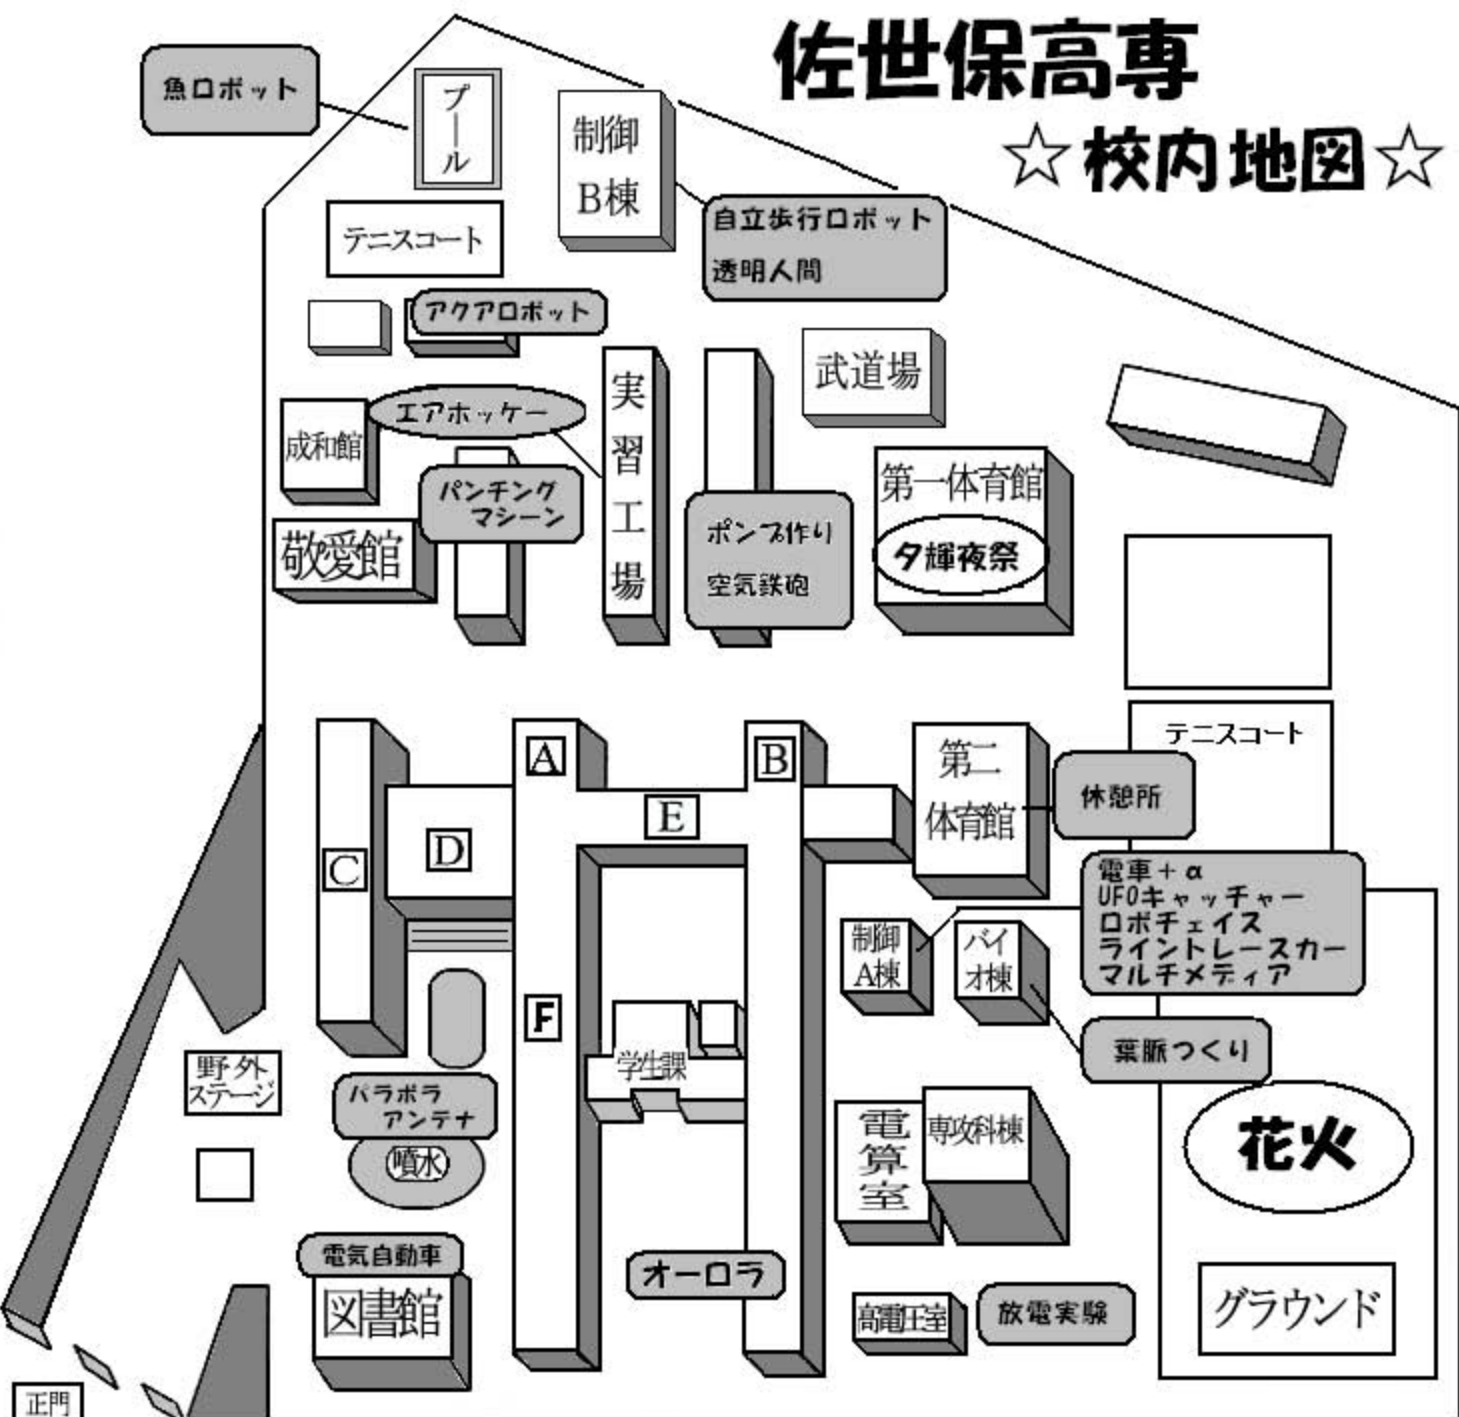 佐世保高専
☆校内地図☆
魚ロボット
プール
制御
B棟
テニスコート
自立歩行ロボット
透明人間
アクアロボット
武道場
エアホッケー
成和館
実習工場
パンチング
マシーン
敬愛館
ポンプ作り
空気鉄砲
第一体育館
夕輝夜祭
テニスコート
A
B
C
D
E
F
第二
体育館
休憩所
電車+α
UFOキャッチャー
ロボチェイス
ライントレースカー
マルチメディア
制御
A棟
バイ
オ棟
葉脈つくり
学生課
野外
ステージ
パラボラ
アンテナ
噴水
電算室
専攻科棟
花火
電気自動車
図書館
オーロラ
高電圧室
放電実験
グラウンド
正門